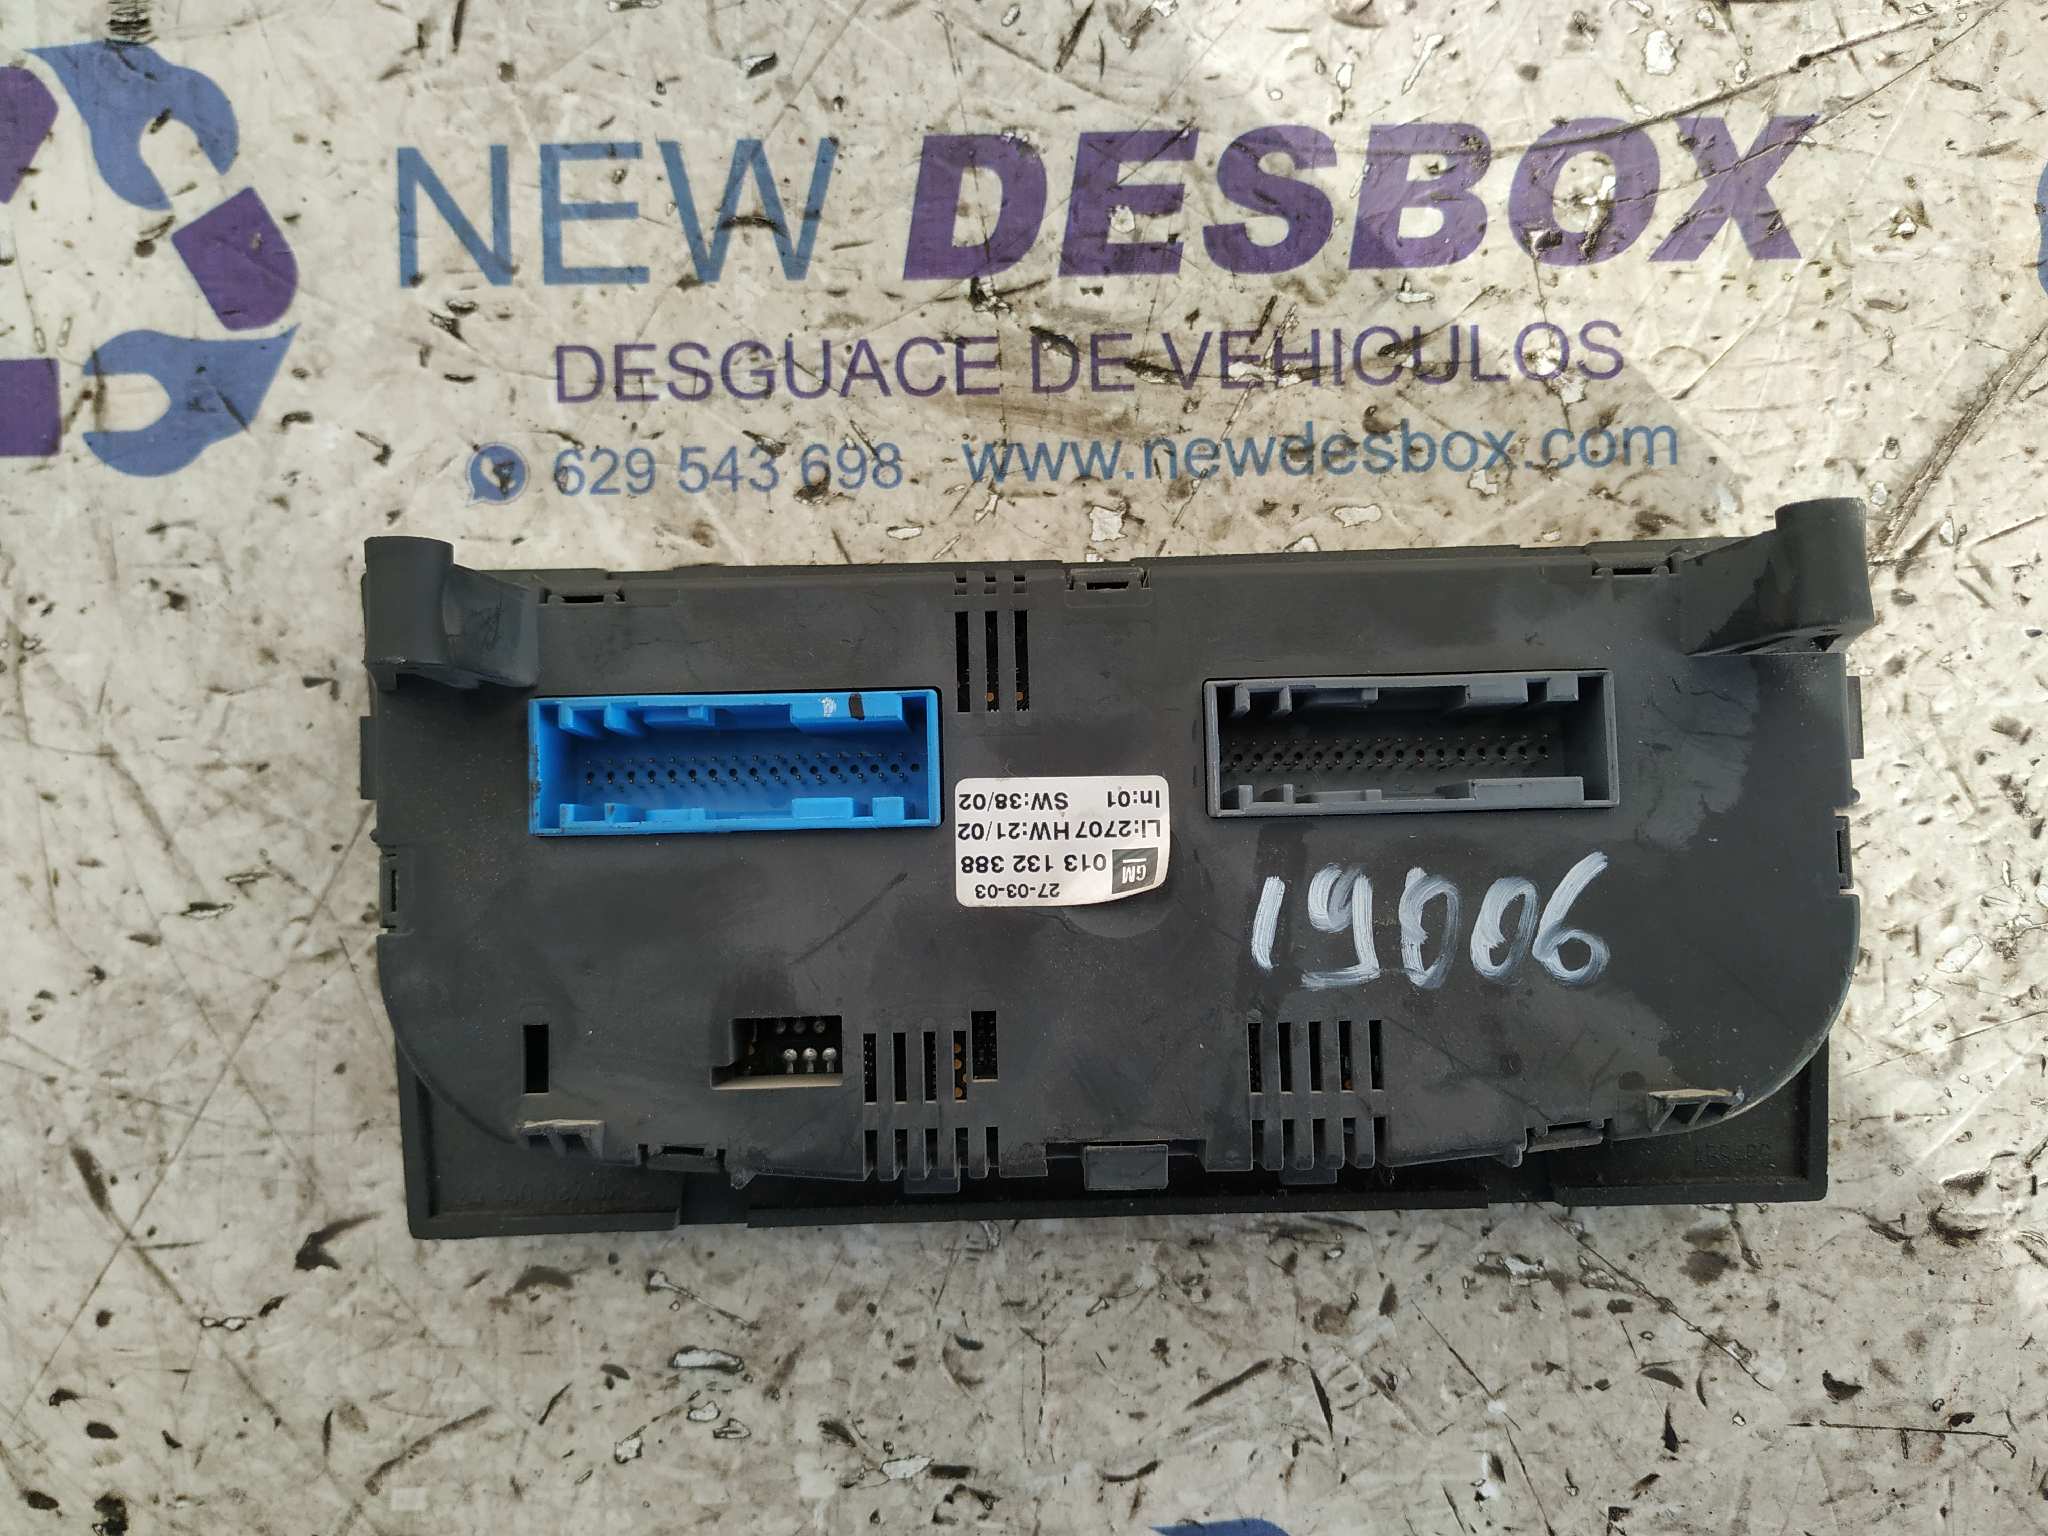 NEW DESBOX
DESGUACE DE VEHICULOS
629 543 698 www.newdesbox.com
27-03-03
GM 013 132 388
Li:2707 HW:21/02
In:01 SW:38/02
19006